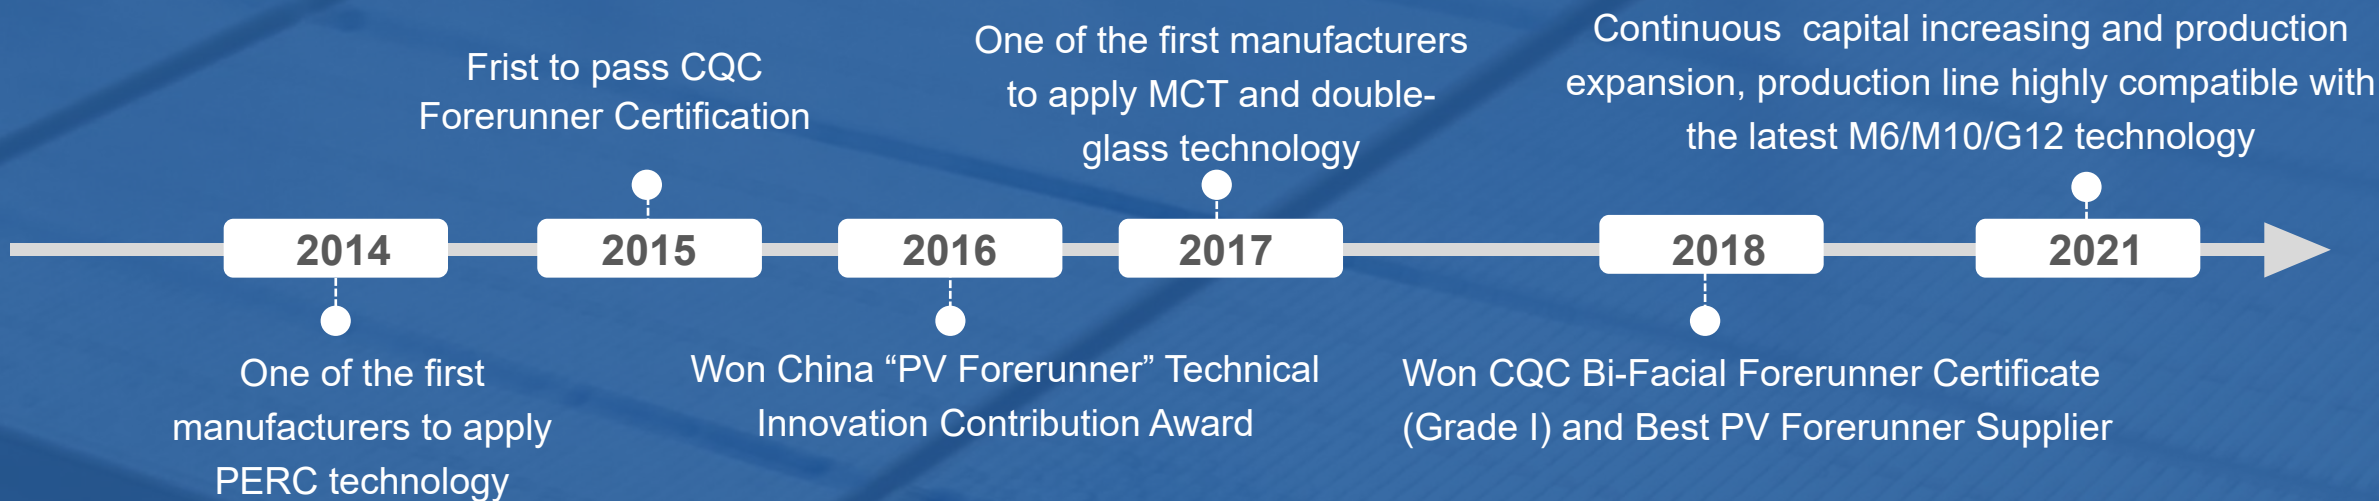 Frist to pass CQC
Forerunner Certification
One of the first manufacturers
to apply MCT and double-
glass technology
Continuous  capital increasing and production
expansion, production line highly compatible with
the latest M6/M10/G12 technology
2014
2015
2016
2017
2018
2021
One of the first
manufacturers to apply
PERC technology
Won China “PV Forerunner” Technical
Innovation Contribution Award
Won CQC Bi-Facial Forerunner Certificate
(Grade I) and Best PV Forerunner Supplier